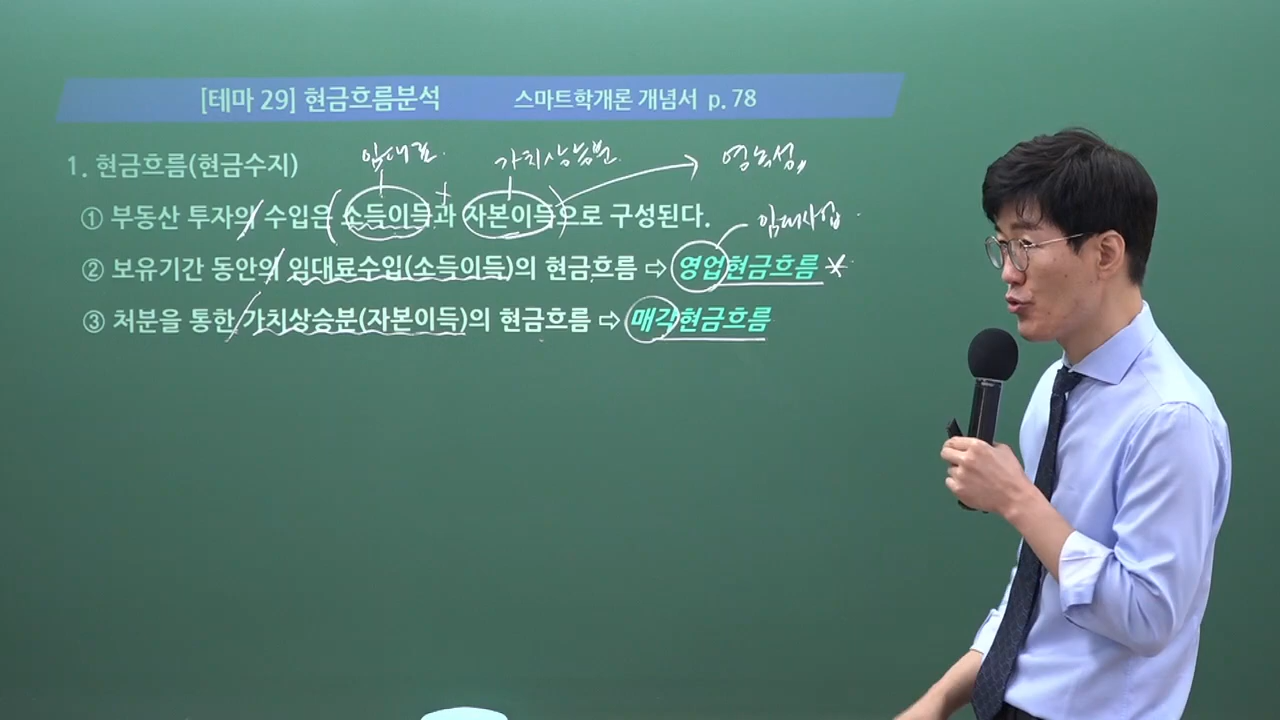 [테마 29] 현금흐름분석 스마트학개론 개념서 p. 78
1. 현금흐름(현금수지)
임대료. 가치상승분.
① 부동산 투자의 수입은 (소득이득과 + 자본이득)으로 구성된다.
임대사업.
② 보유기간 동안의 임대료수입(소득이득)의 현금흐름 ⇨ 영업현금흐름 *
③ 처분을 통한 가치상승분(자본이득)의 현금흐름 ⇨ 매각현금흐름